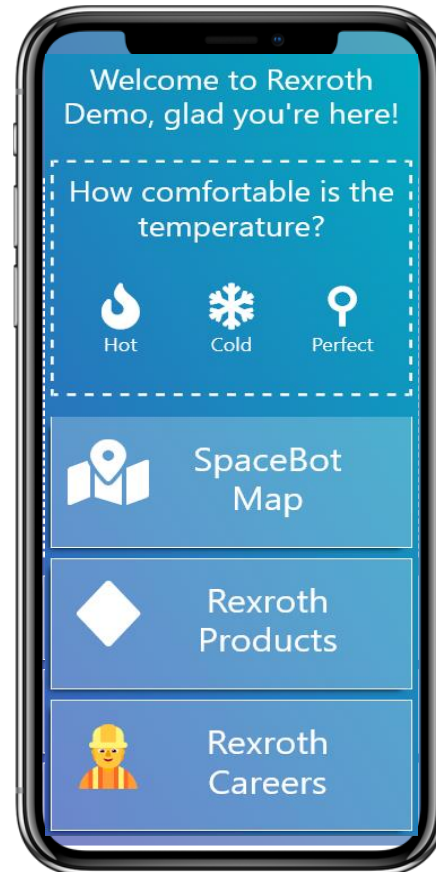 Welcome to Rexroth
Demo, glad you're here!
How comfortable is the
temperature?
Hot
Cold
Perfect
SpaceBot
Map
Rexroth
Products
Rexroth
Careers